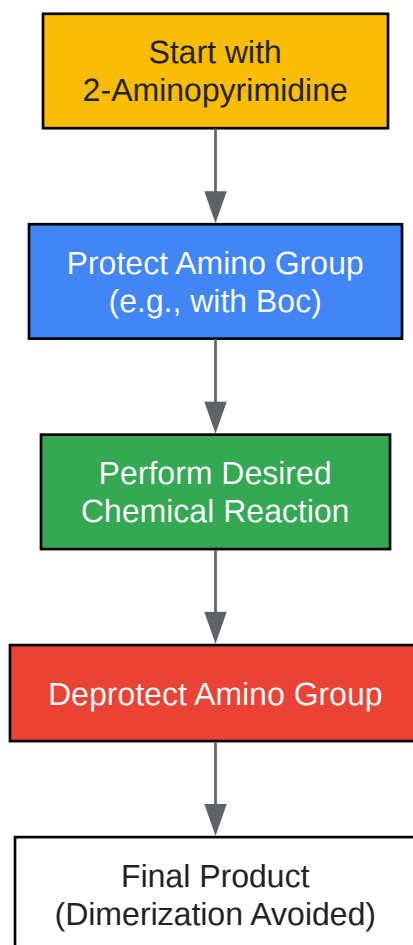 Start with
2-Aminopyrimidine
Protect Amino Group
(e.g., with Boc)
Perform Desired
Chemical Reaction
Deprotect Amino Group
Final Product
(Dimerization Avoided)